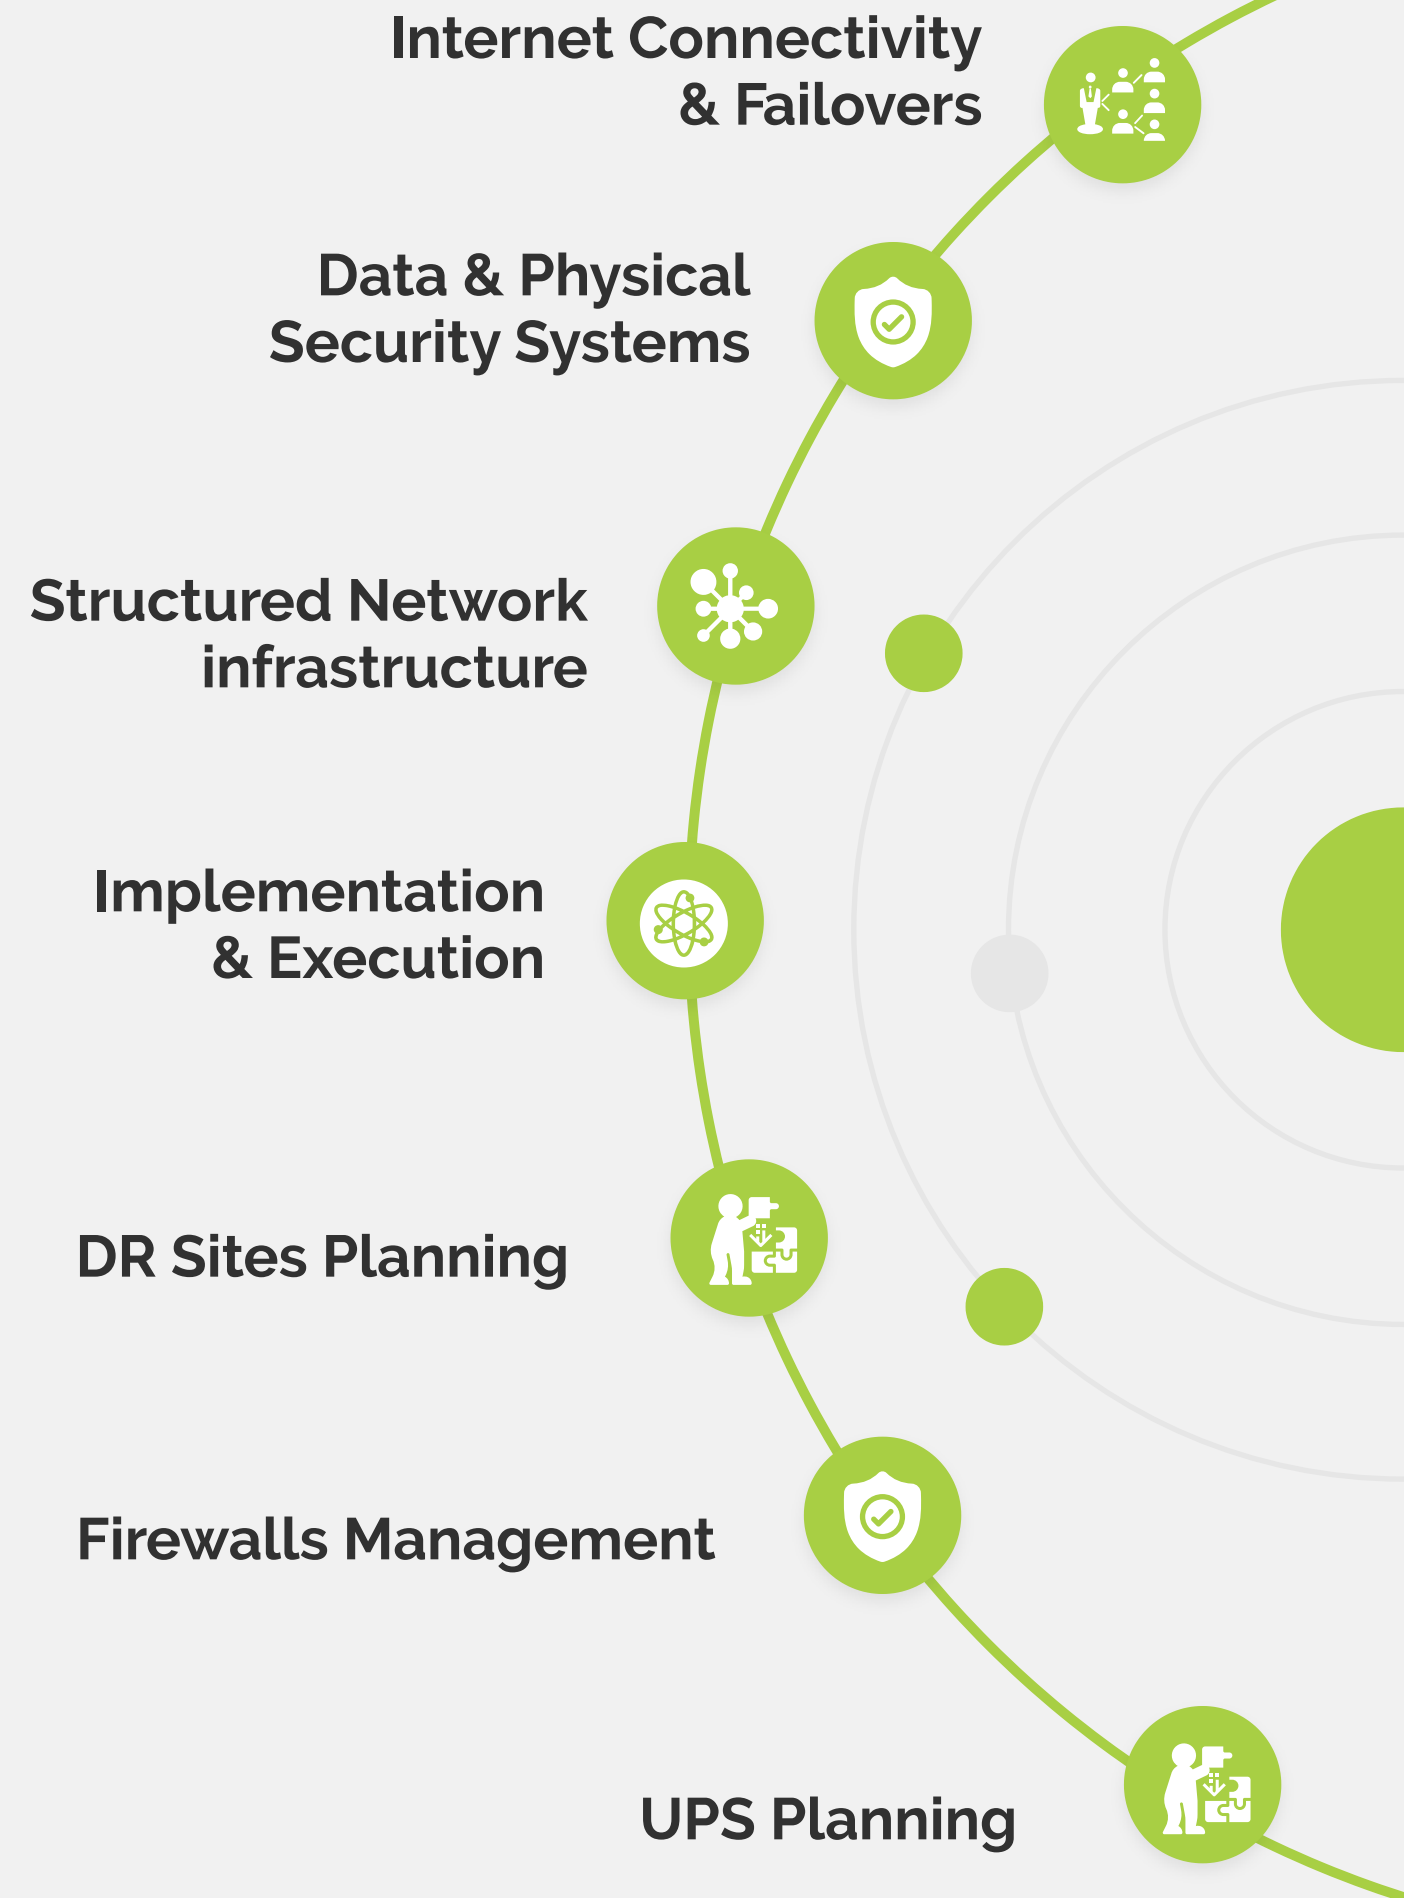 Internet Connectivity
& Failovers
Data & Physical
Security Systems
Structured Network
infrastructure
Implementation
& Execution
DR Sites Planning
Firewalls Management
UPS Planning